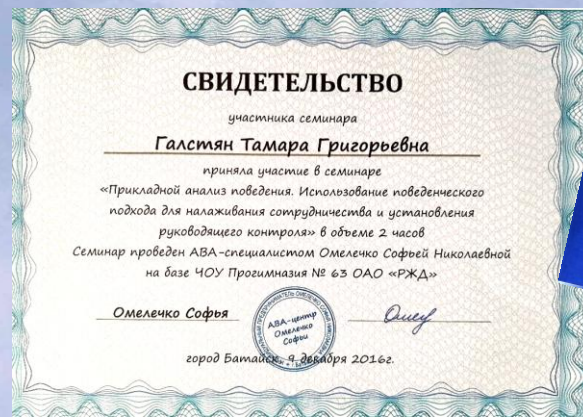 СВИДЕТЕЛЬСТВО
участника семинара
Галстян Тамара Григорьевна
приняла участие в семинаре
«Прикладной анализ поведения. Использование поведенческого
подхода для налаживания сотрудничества и установления
руководящего контроля» в объеме 2 часов
Семинар проведен АВА-специалистом Омелечко Софьей Николаевной
на базе ЧОУ Прогимназия № 63 ОАО «РЖД»
Омелечко Софья
АВА-центр
Омелечко
Софьи
город Батайск, 9 декабря 2016г.